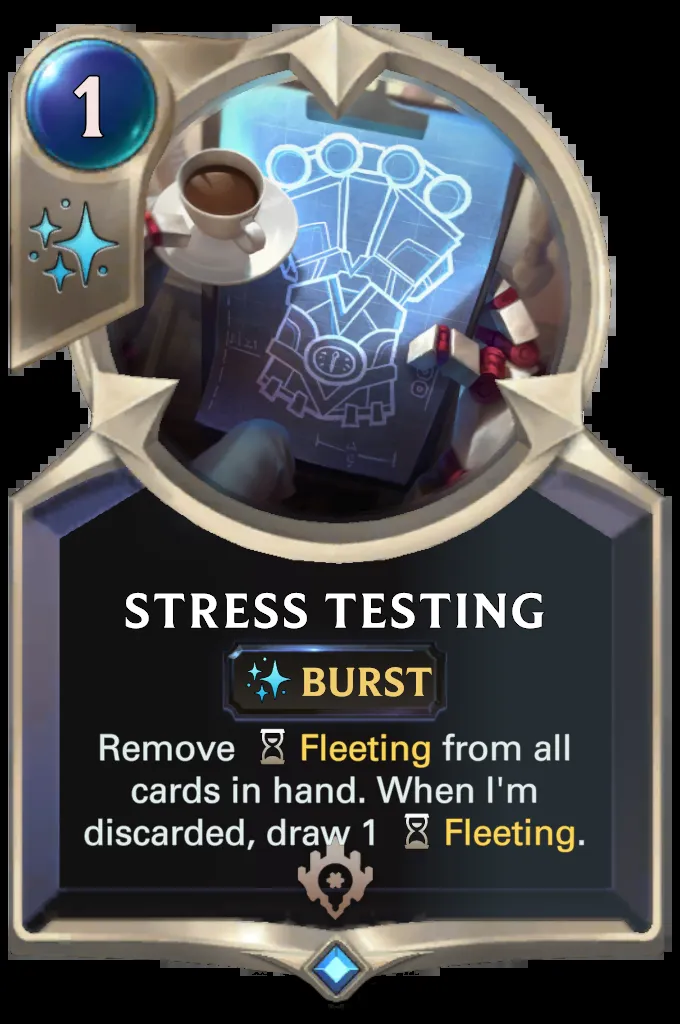 1
STRESS TESTING
BURST
Remove Fleeting from all
cards in hand. When I'm
discarded, draw 1 Fleeting.